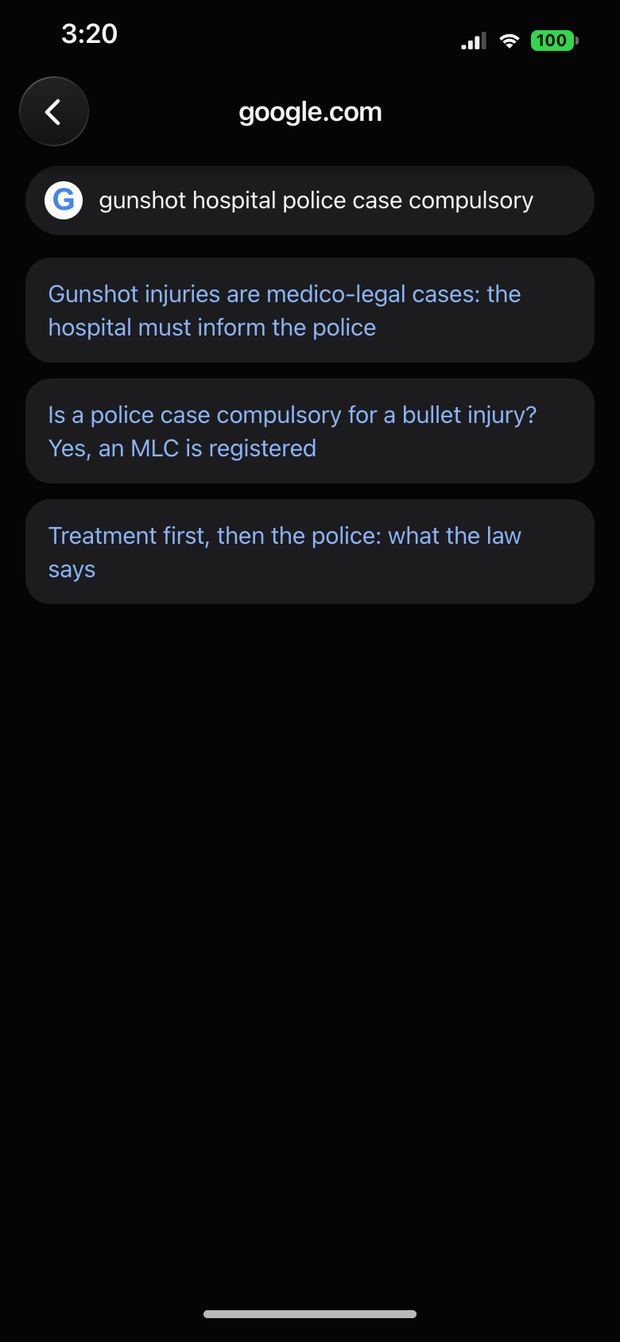 3:20
100
google.com
G gunshot hospital police case compulsory
Gunshot injuries are medico-legal cases: the
hospital must inform the police
Is a police case compulsory for a bullet injury?
Yes, an MLC is registered
Treatment first, then the police: what the law
says